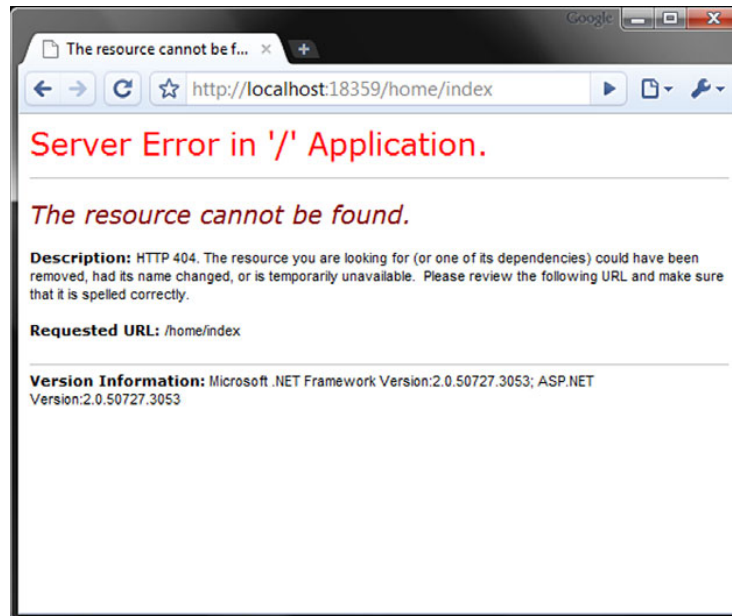 Google
The resource cannot be f...
http://localhost:18359/home/index
Server Error in '/' Application.
The resource cannot be found.
Description: HTTP 404. The resource you are looking for (or one of its dependencies) could have been
removed, had its name changed, or is temporarily unavailable.  Please review the following URL and make sure
that it is spelled correctly.
Requested URL: /home/index
Version Information: Microsoft .NET Framework Version:2.0.50727.3053; ASP.NET
Version:2.0.50727.3053